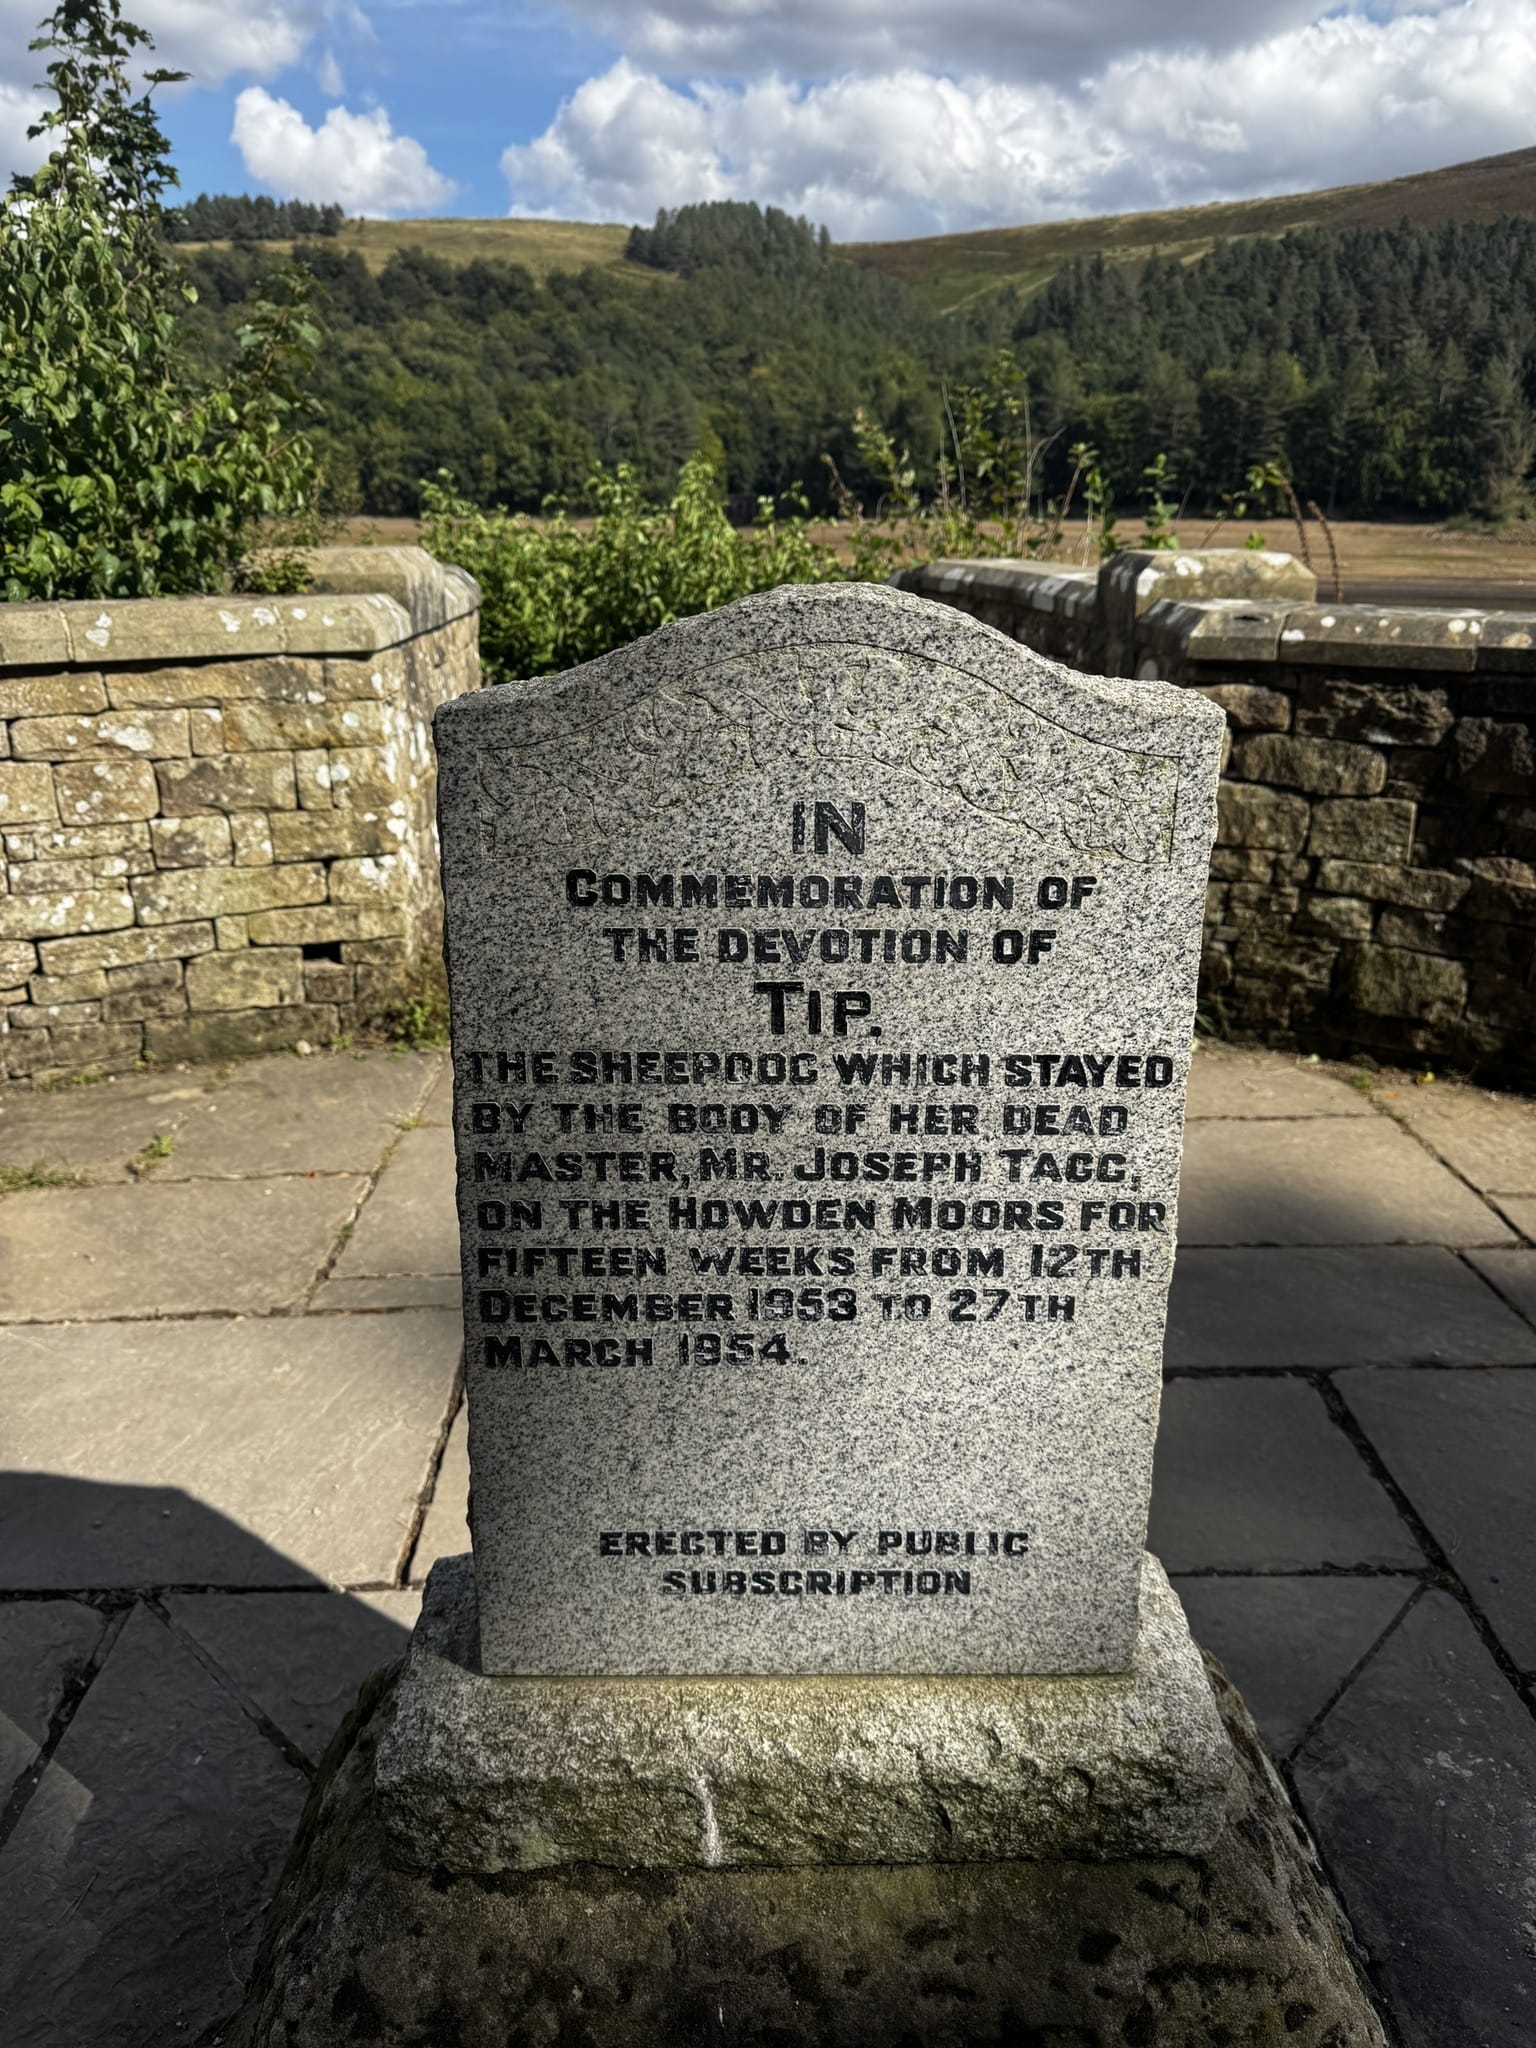 IN
COMMEMORATION OF
THE DEVOTION OF
TIP.
THE SHEEPDOG WHICH STAYED
BY THE BODY OF HER DEAD
MASTER, MR. JOSEPH TAGG,
ON THE HOWDEN MOORS FOR
FIFTEEN WEEKS FROM 12TH
DECEMBER 1953 TO 27TH
MARCH 1954.
ERECTED BY PUBLIC
SUBSCRIPTION